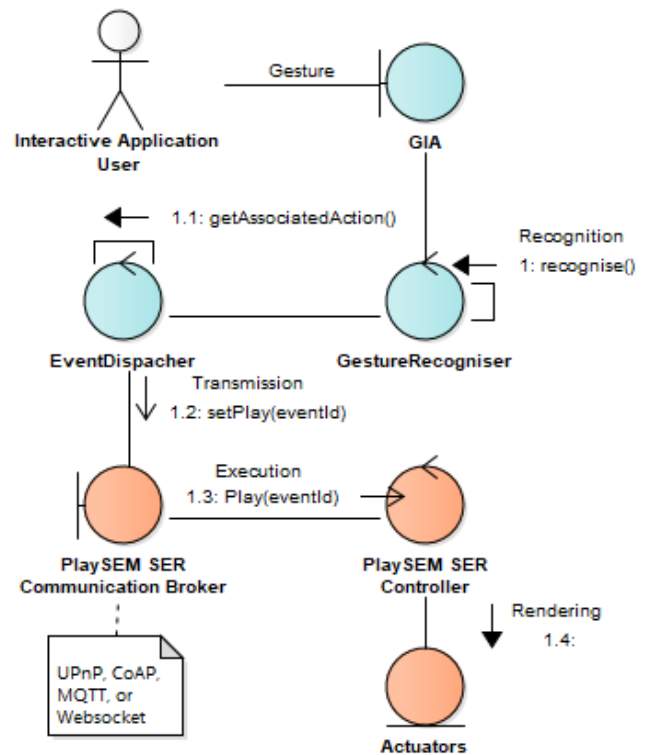 Gesture
Interactive Application
User
GIA
1.1: getAssociatedAction()
Recognition
1: recognise()
EventDispacher
GestureRecogniser
Transmission
1.2: setPlay(eventId)
Execution
1.3: Play(eventId)
PlaySEM SER
Communication Broker
PlaySEM SER
Controller
Rendering
1.4:
UPnP, CoAP,
MQTT, or
Websocket
Actuators